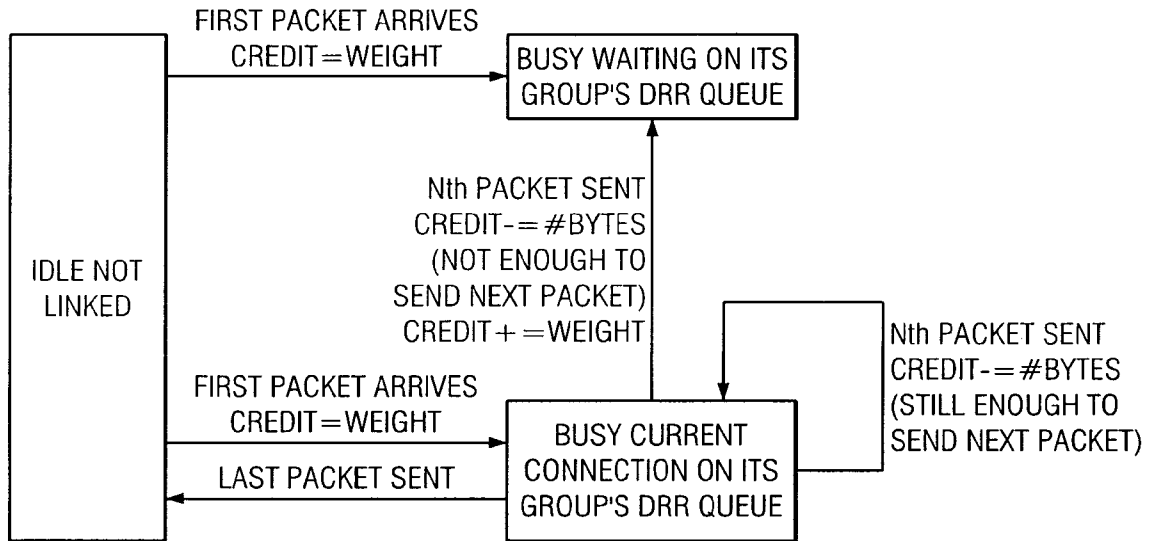 FIRST PACKET ARRIVES
CREDIT=WEIGHT
BUSY WAITING ON ITS
GROUP'S DRR QUEUE
Nth PACKET SENT
CREDIT-=#BYTES
(NOT ENOUGH TO
SEND NEXT PACKET)
CREDIT+=WEIGHT
IDLE NOT
LINKED
Nth PACKET SENT
CREDIT-=#BYTES
(STILL ENOUGH TO
SEND NEXT PACKET)
FIRST PACKET ARRIVES
CREDIT=WEIGHT
LAST PACKET SENT
BUSY CURRENT
CONNECTION ON ITS
GROUP'S DRR QUEUE